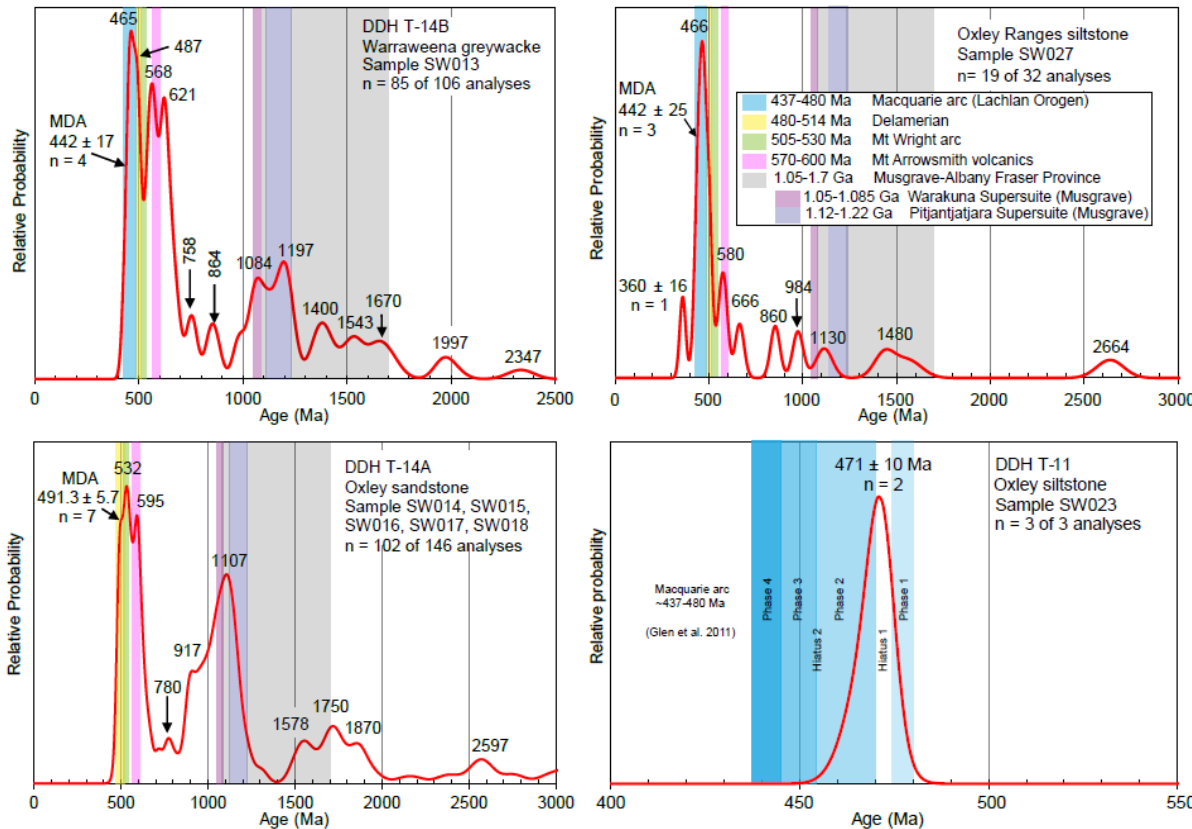 465
487
568
621
DDH T-14B
Warraweena greywacke
Sample SW013
n = 85 of 106 analyses
MDA
442 ± 17
n = 4
758
864
1084
1197
1400
1543
1670
1997
2347
Relative Probability
0
500
1000
1500
2000
2500
Age (Ma)
466
Oxley Ranges siltstone
Sample SW027
n= 19 of 32 analyses
MDA
442 ± 25
n = 3
437-480 Ma Macquarie arc (Lachlan Orogen)
480-514 Ma Delamerian
505-530 Ma Mt Wright arc
570-600 Ma Mt Arrowsmith volcanics
1.05-1.7 Ga Musgrave-Albany Fraser Province
1.05-1.085 Ga Warakuna Supersuite (Musgrave)
1.12-1.22 Ga Pitjantjatjara Supersuite (Musgrave)
360 ± 16
n = 1
580
666
860
984
1130
1480
2664
Relative Probability
0
500
1000
1500
2000
2500
3000
Age (Ma)
MDA
491.3 ± 5.7
n = 7
532
595
DDH T-14A
Oxley sandstone
Sample SW014, SW015,
SW016, SW017, SW018
n = 102 of 146 analyses
780
917
1107
1578
1750
1870
2597
Relative Probability
0
500
1000
1500
2000
2500
3000
Age (Ma)
471 ± 10 Ma
n = 2
DDH T-11
Oxley siltstone
Sample SW023
n = 3 of 3 analyses
Macquarie arc
~437-480 Ma
(Glen et al. 2011)
Phase 4
Phase 3
Hiatus 2
Phase 2
Hiatus 1
Phase 1
Relative probability
400
450
500
550
Age (Ma)